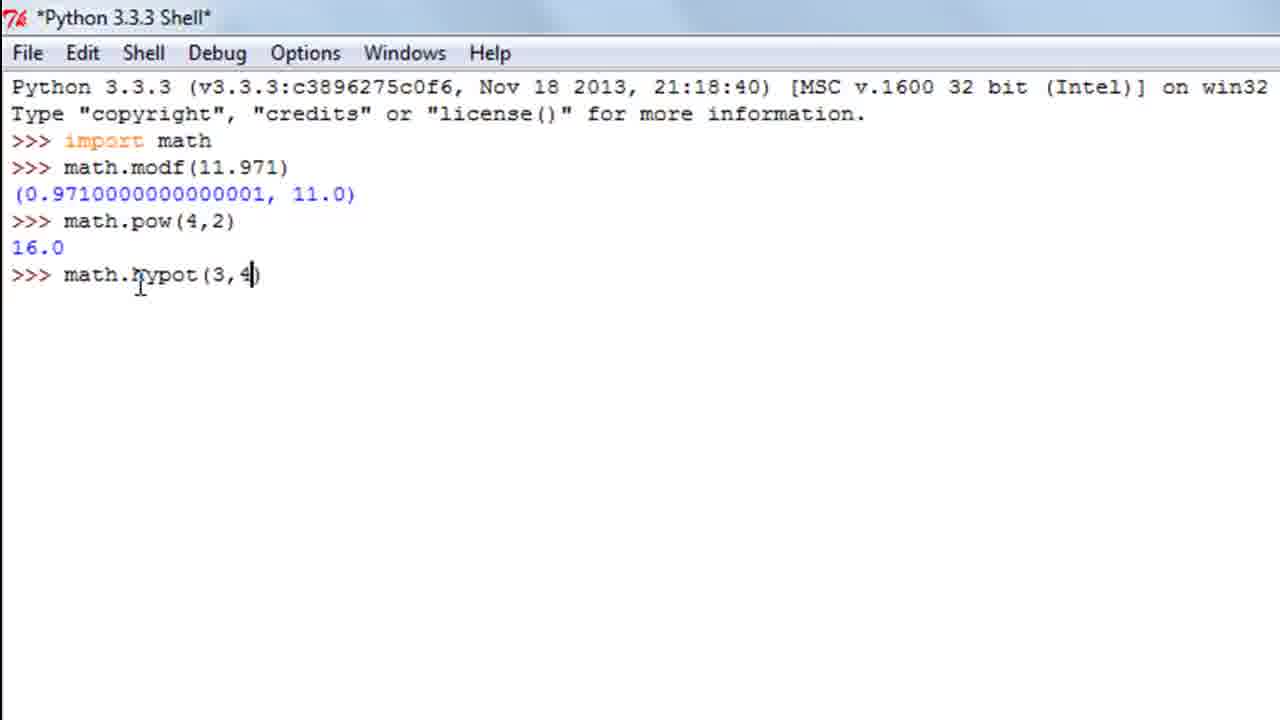 *Python 3.3.3 Shell*
File Edit Shell Debug Options Windows Help
Python 3.3.3 (v3.3.3:c3896275c0f6, Nov 18 2013, 21:18:40) [MSC v.1600 32 bit (Intel)] on win32
Type "copyright", "credits" or "license()" for more information.
>>> import math
>>> math.modf(11.971)
(0.9710000000000001, 11.0)
>>> math.pow(4,2)
16.0
>>> math.hypot(3,4)